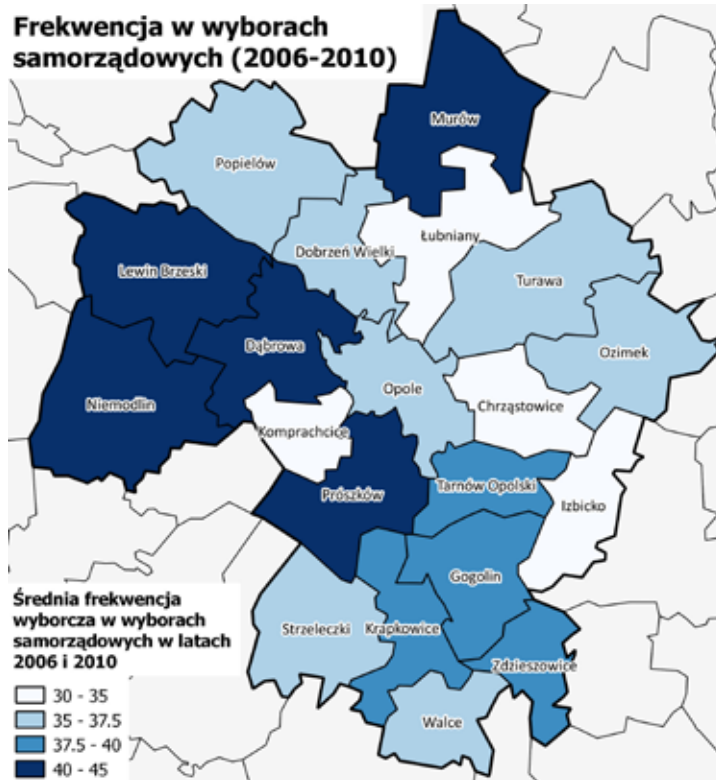 Frekwencja w wyborach
samorządowych (2006-2010)
Murów
Popielów
Łubniany
Dobrzeń Wielki
Lewin Brzeski
Turawa
Dąbrowa
Ozimek
Opole
Niemodlin
Chrząstowice
Komprachcice
Prószków
Tarnów Opolski
Izbicko
Gogolin
Średnia frekwencja
wyborcza w wyborach
samorządowych w latach
2006 i 2010
Strzeleczki
Krapkowice
Zdzieszowice
Walce
30 - 35
35 - 37.5
37.5 - 40
40 - 45